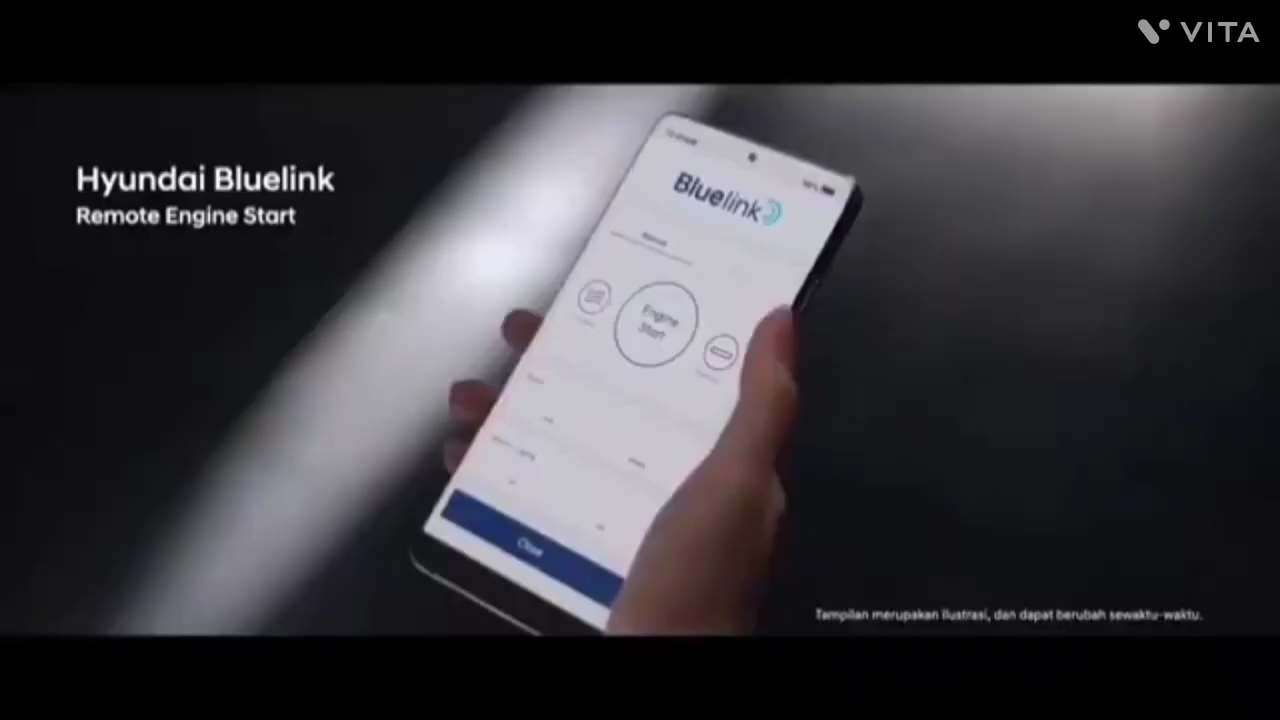 VITA
Hyundai Bluelink
Remote Engine Start
Bluelink
Engine
Start
Close
Tampilan merupakan ilustrasi, dan dapat berubah sewaktu-waktu.